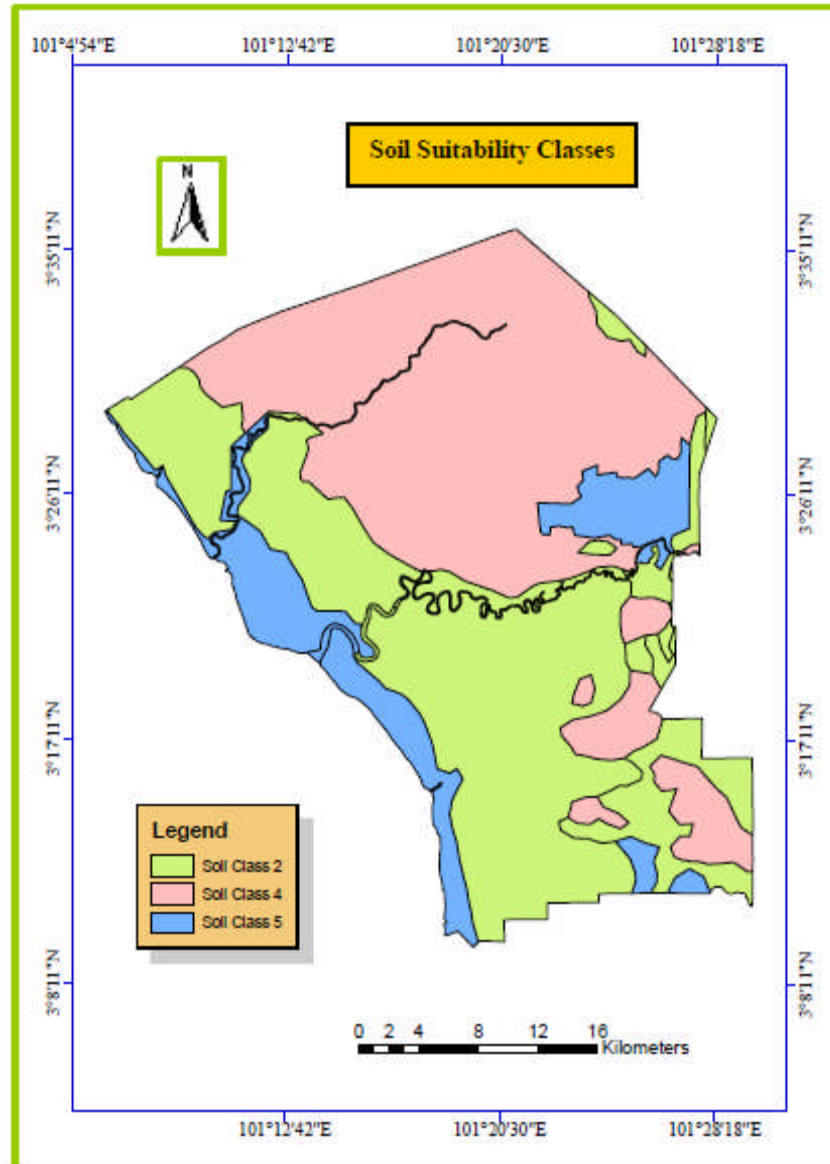 101°4'54"E 101°12'42"E 101°20'30"E 101°28'18"E
Soil Suitability Classes
N
3°35'11"N 3°35'11"N
3°26'11"N 3°26'11"N
3°17'11"N 3°17'11"N
Legend
Soil Class 2
Soil Class 4
Soil Class 5
3°8'11"N 3°8'11"N
0 2 4 8 12 16
Kilometers
101°12'42"E 101°20'30"E 101°28'18"E